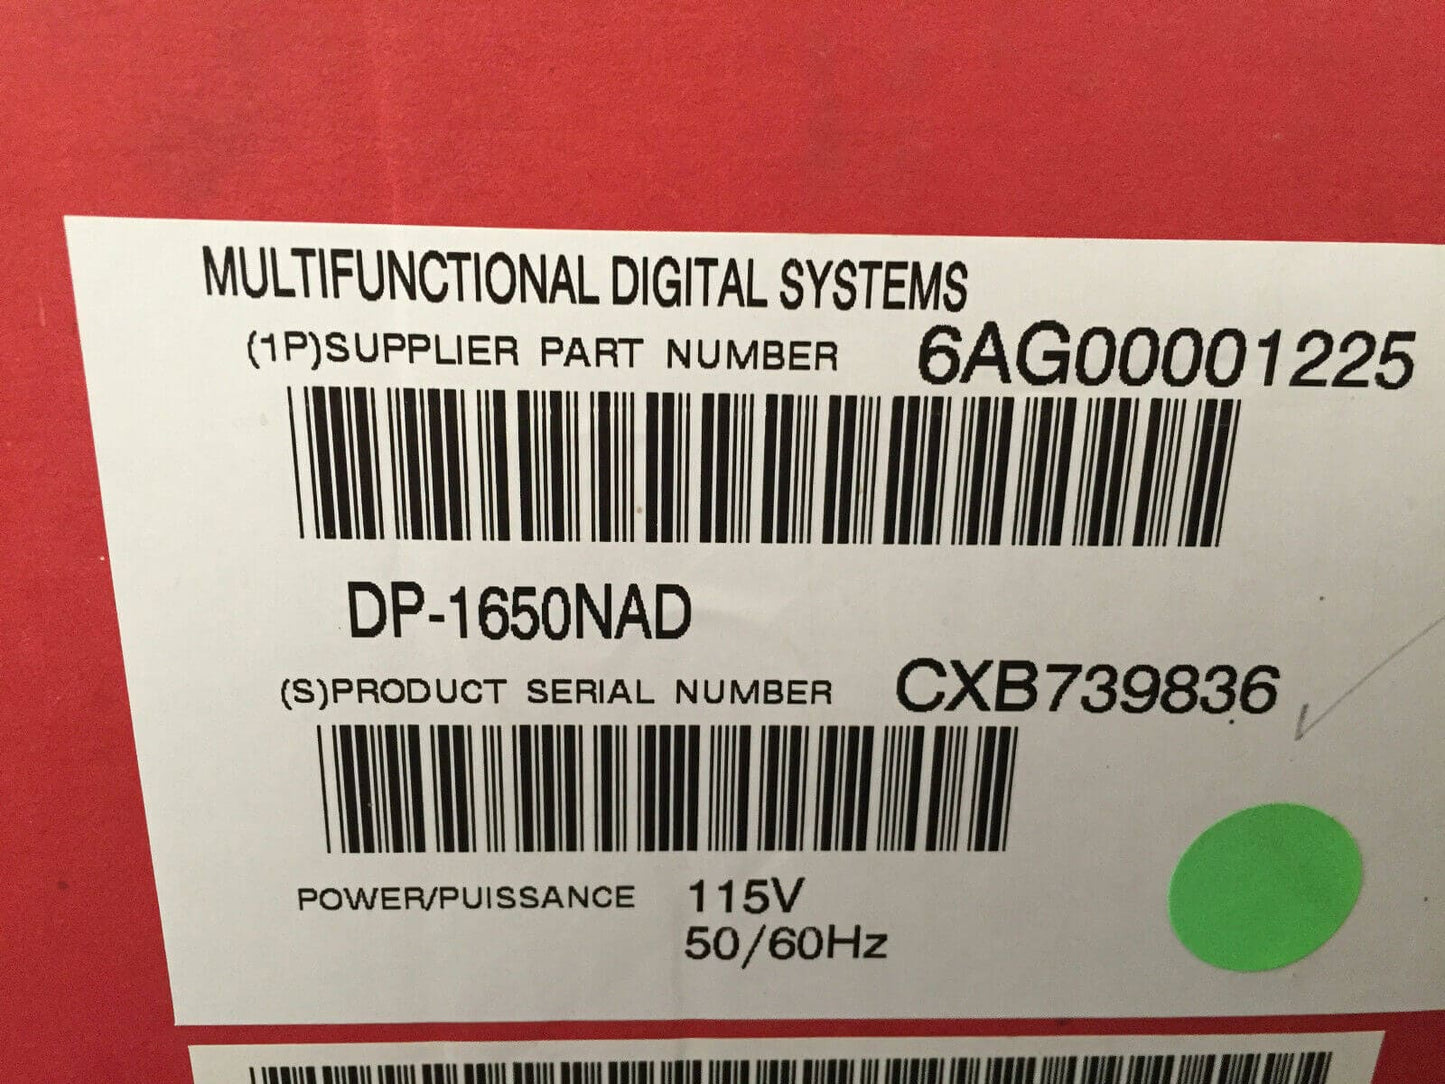 MULTIFUNCTIONAL DIGITAL SYSTEMS
(1P)SUPPLIER PART NUMBER 6AG00001225
DP-1650NAD
(S)PRODUCT SERIAL NUMBER CXB739836
POWER/PUISSANCE 115V
50/60Hz